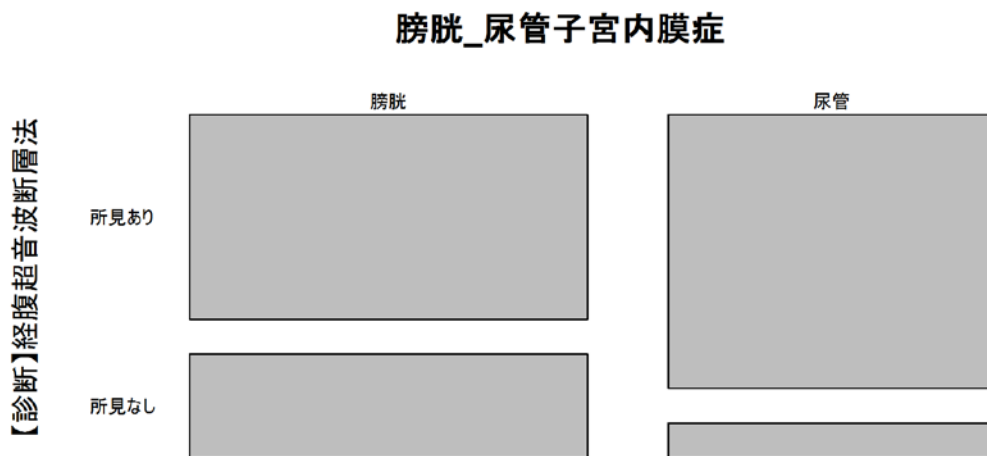 膀胱_尿管子宮内膜症
膀胱
尿管
【診断】経腹超音波断層法
所見あり
所見なし